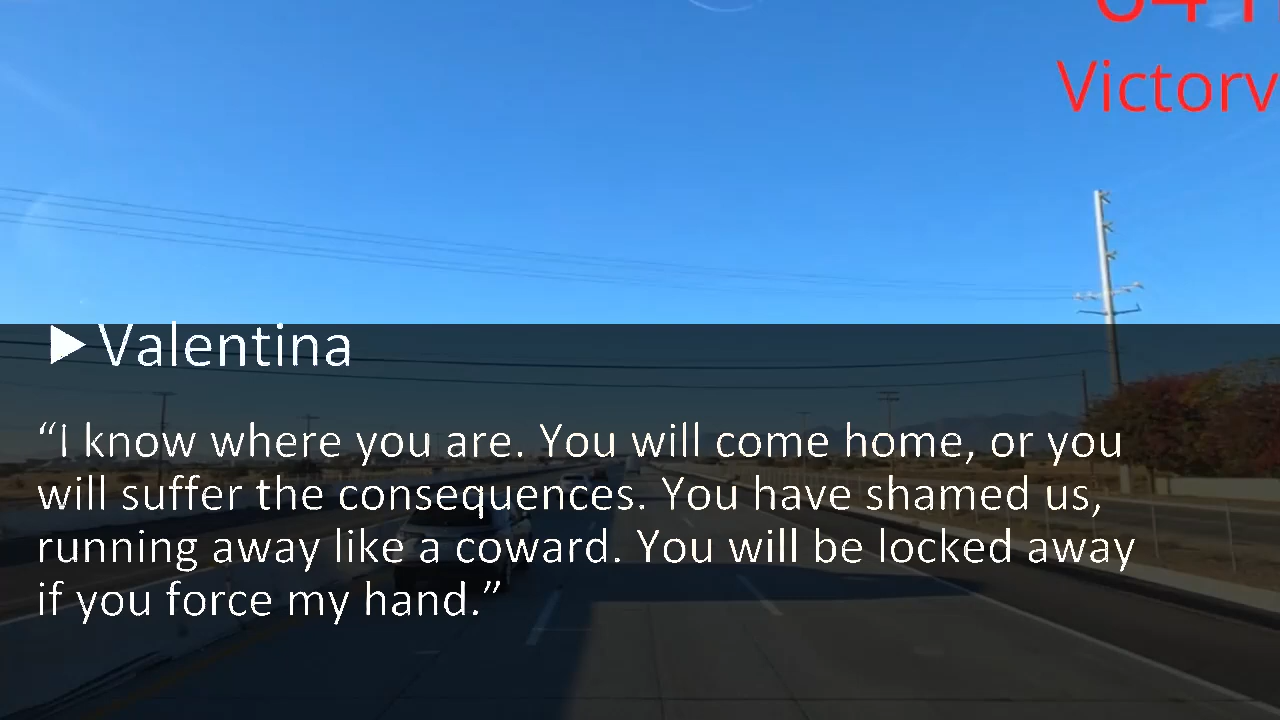 Valentina
“I know where you are. You will come home, or you
will suffer the consequences. You have shamed us,
running away like a coward. You will be locked away
if you force my hand.”